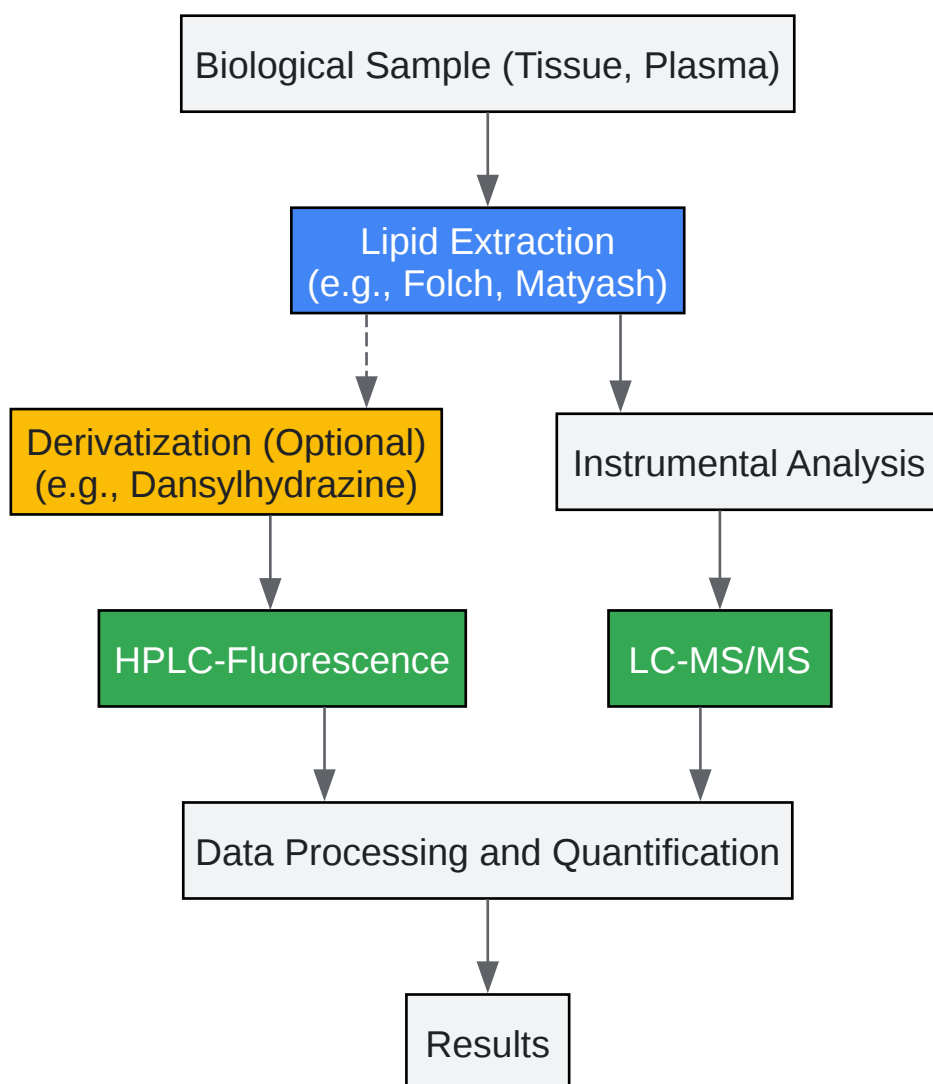 Biological Sample (Tissue, Plasma)
Lipid Extraction
(e.g., Folch, Matyash)
Derivatization (Optional)
(e.g., Dansylhydrazine)
Instrumental Analysis
HPLC-Fluorescence
LC-MS/MS
Data Processing and Quantification
Results